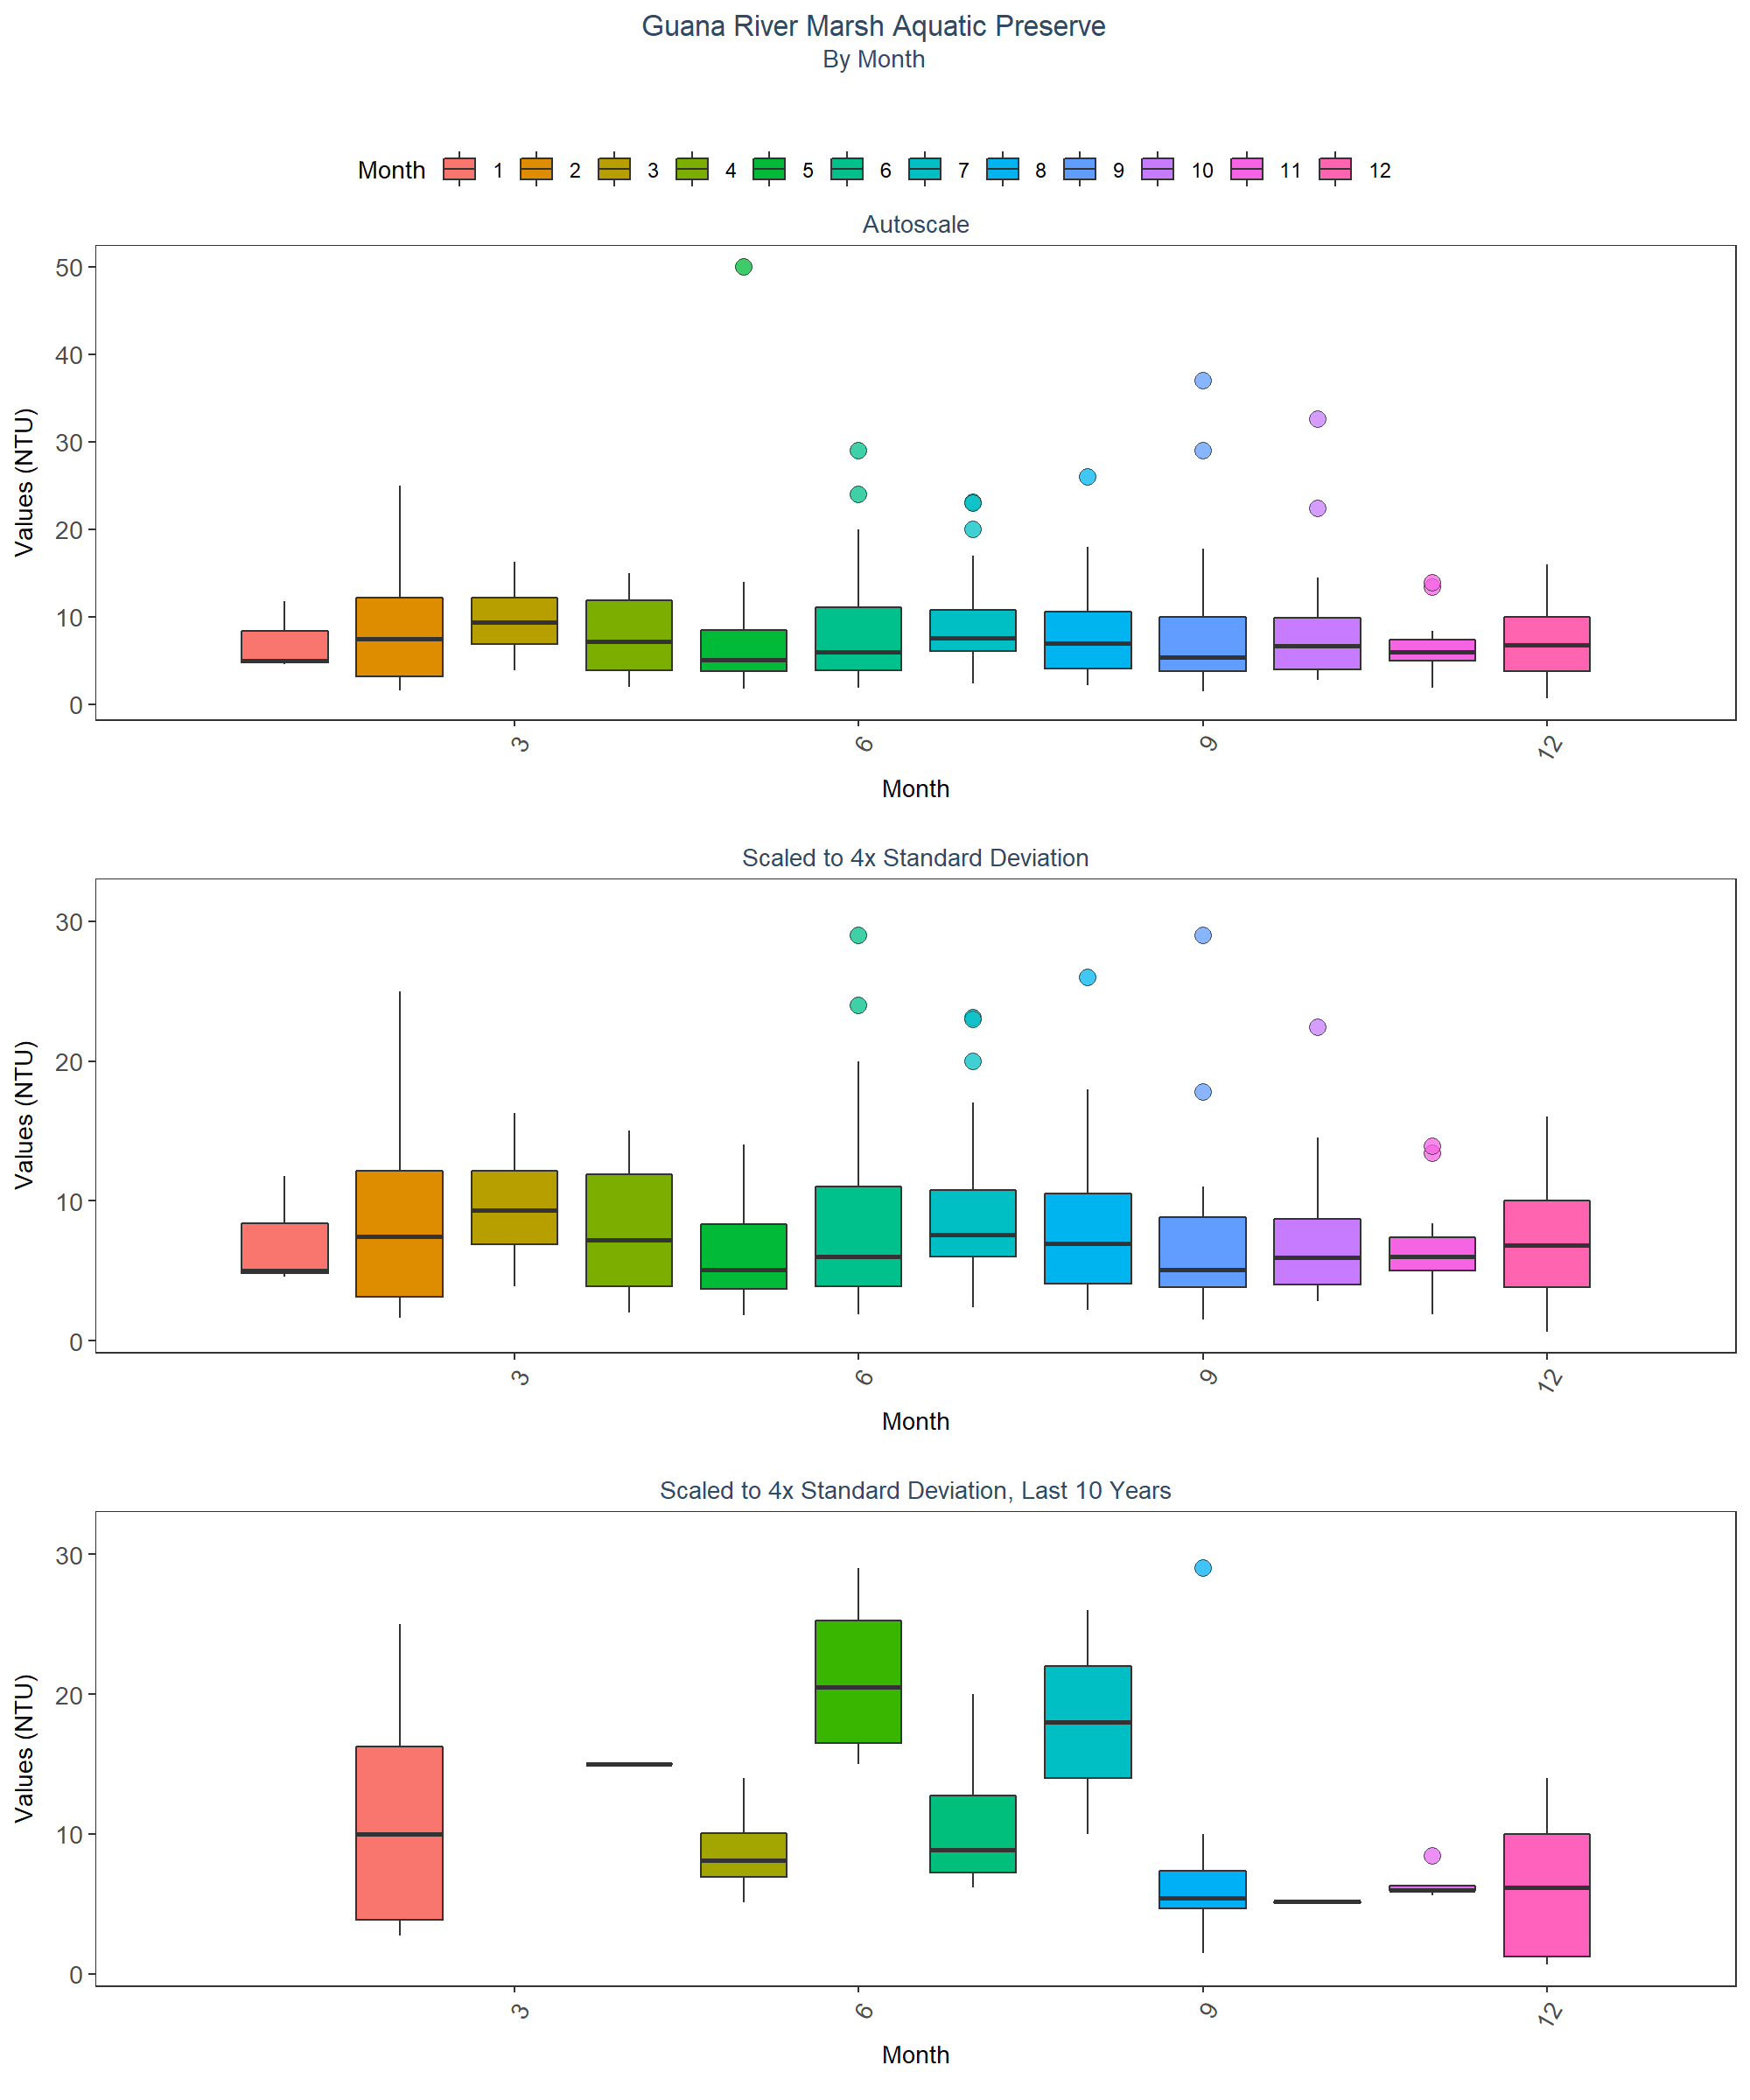 Guana River Marsh Aquatic Preserve
By Month
Month 1 2 3 4 5 6 7 8 9 10 11 12
Autoscale
Values (NTU)
50
40
30
20
10
0
3 6 9 12
Month
Scaled to 4x Standard Deviation
Values (NTU)
30
20
10
0
3 6 9 12
Month
Scaled to 4x Standard Deviation, Last 10 Years
Values (NTU)
30
20
10
0
3 6 9 12
Month